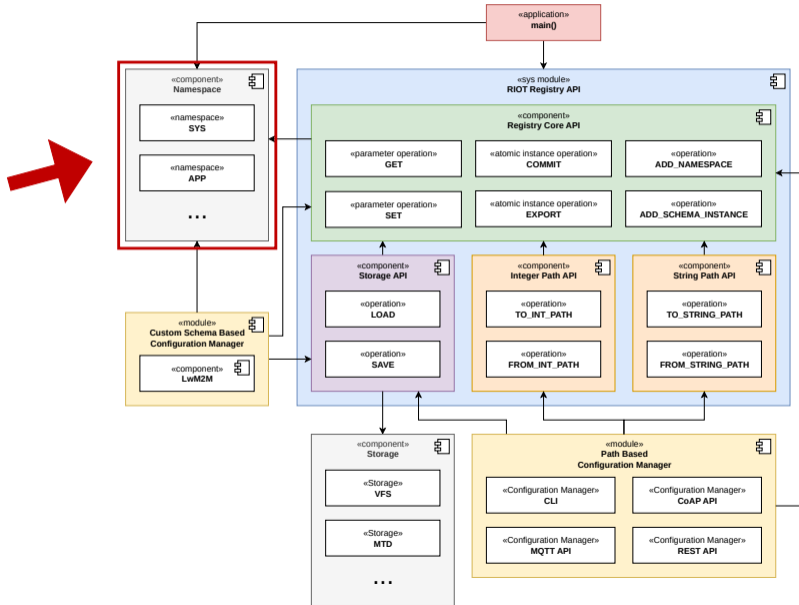 «application»
main()
«component»
Namespace
«namespace»
SYS
«namespace»
APP
...
«sys module»
RIOT Registry API
«component»
Registry Core API
«parameter operation»
GET
«atomic instance operation»
COMMIT
«operation»
ADD_NAMESPACE
«parameter operation»
SET
«atomic instance operation»
EXPORT
«operation»
ADD_SCHEMA_INSTANCE
«component»
Storage API
«operation»
LOAD
«operation»
SAVE
«component»
Integer Path API
«operation»
TO_INT_PATH
«operation»
FROM_INT_PATH
«component»
String Path API
«operation»
TO_STRING_PATH
«operation»
FROM_STRING_PATH
«module»
Custom Schema Based
Configuration Manager
«component»
LwM2M
«component»
Storage
«Storage»
VFS
«Storage»
MTD
...
«module»
Path Based
Configuration Manager
«Configuration Manager»
CLI
«Configuration Manager»
CoAP API
«Configuration Manager»
MQTT API
«Configuration Manager»
REST API